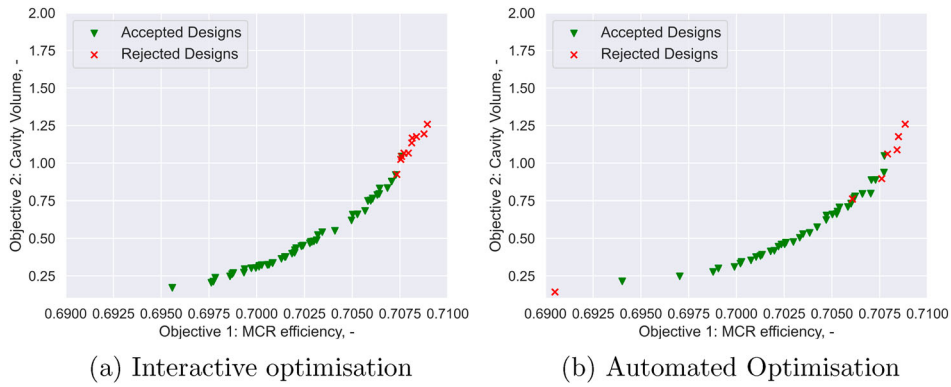 2.00
1.75
1.50
1.25
1.00
0.75
0.50
0.25
Objective 2: Cavity Volume, -
Accepted Designs
Rejected Designs
0.6900 0.6925 0.6950 0.6975 0.7000 0.7025 0.7050 0.7075 0.7100
Objective 1: MCR efficiency, -
(a) Interactive optimisation
2.00
1.75
1.50
1.25
1.00
0.75
0.50
0.25
Objective 2: Cavity Volume, -
Accepted Designs
Rejected Designs
0.6900 0.6925 0.6950 0.6975 0.7000 0.7025 0.7050 0.7075 0.7100
Objective 1: MCR efficiency, -
(b) Automated Optimisation